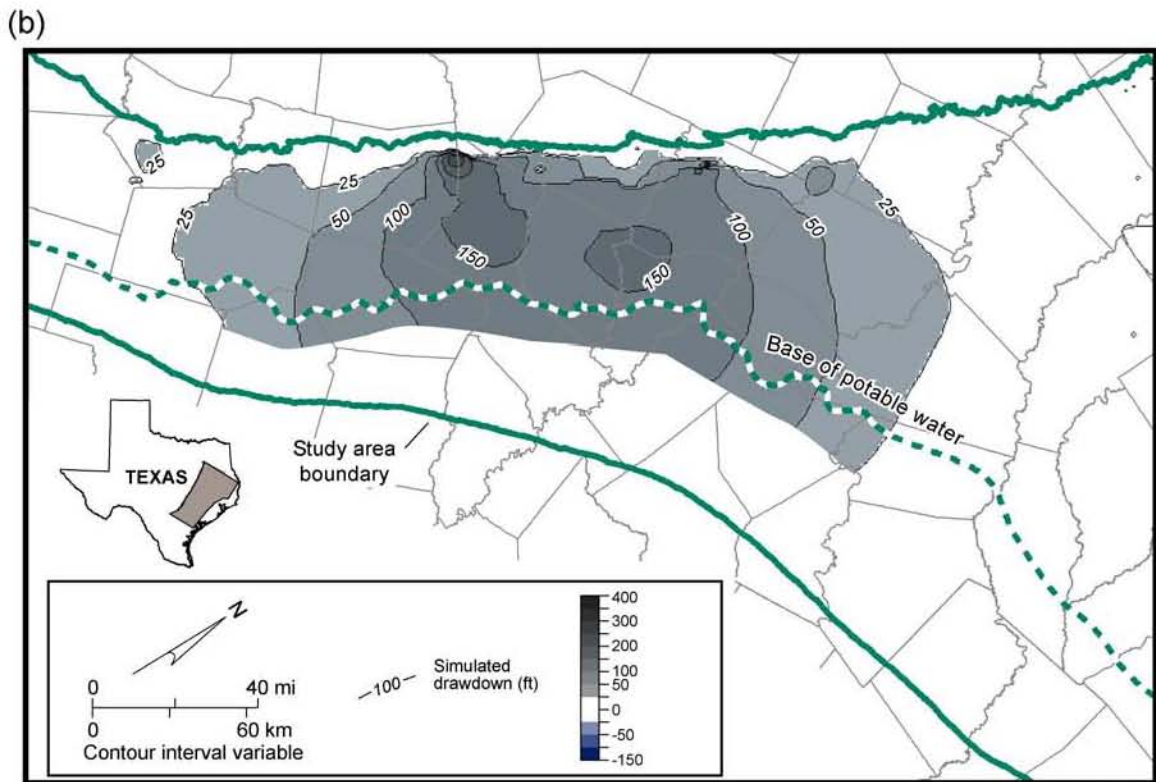 (b)
25
25
25
50
100
150
150
100
50
25
Base of potable water
Study area
boundary
TEXAS
N
0 40 mi
0 60 km
Contour interval variable
100
Simulated
drawdown (ft)
400
300
200
100
50
0
-50
-150